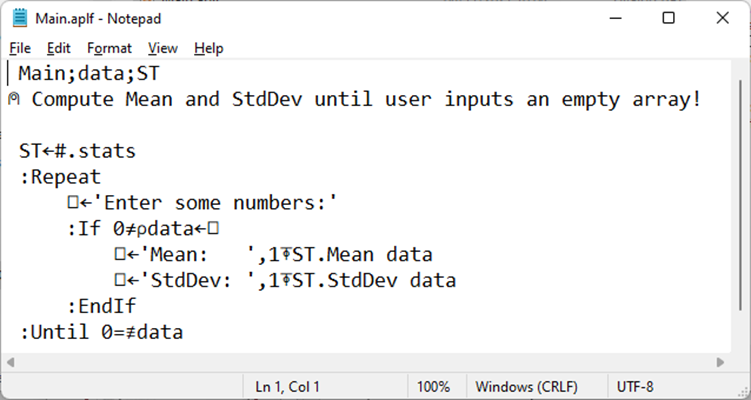 Main.aplf - Notepad
File Edit Format View Help
Main;data;ST
⍝ Compute Mean and StdDev until user inputs an empty array!
ST←#.stats
:Repeat
⎕←'Enter some numbers:'
:If 0≠⍴data←⎕
⎕←'Mean:   ',1⍕ST.Mean data
⎕←'StdDev: ',1⍕ST.StdDev data
:EndIf
:Until 0=≢data
Ln 1, Col 1 100% Windows (CRLF) UTF-8